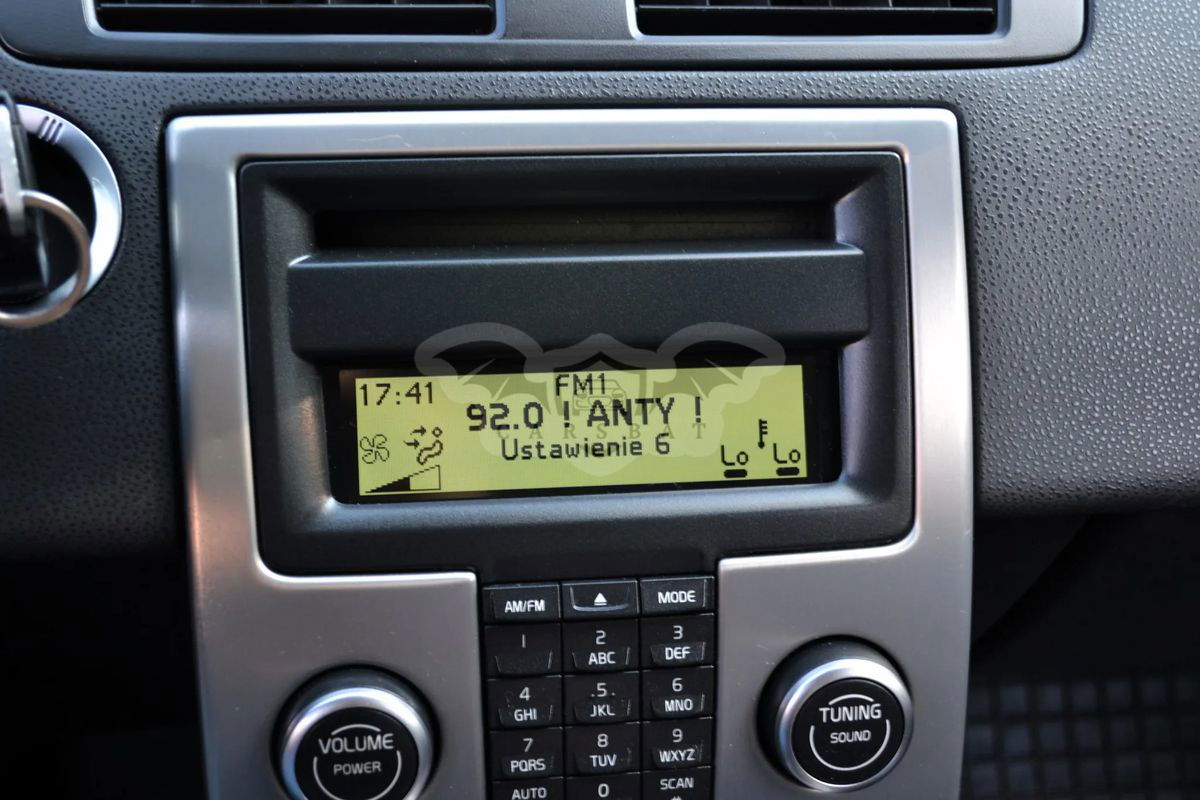 17:41
FM1
92.0 ! ANTY !
CARSBAT
Ustawienie 6
Lo Lo
AM/FM
MODE
1
2
ABC
3
DEF
4
GHI
.5.
JKL
6
MNO
VOLUME
POWER
TUNING
SOUND
7
PQRS
8
TUV
9
WXYZ
AUTO
0
SCAN